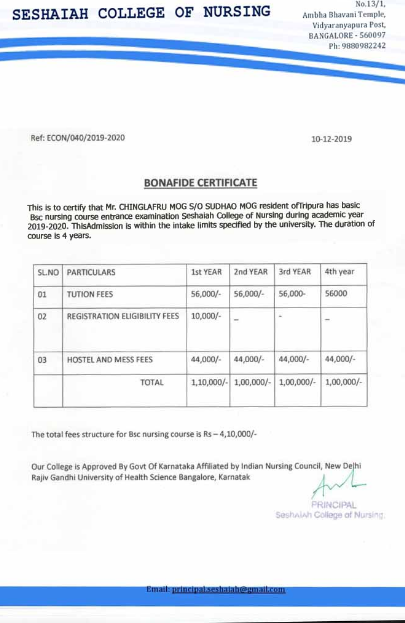 SESHAIAH COLLEGE OF NURSING
No.13/1,
Ambha Bhavani Temple,
Vidyaranyapura Post,
BANGALORE - 560097
Ph: 9880982242
Ref: ECON/040/2019-2020
10-12-2019
BONAFIDE CERTIFICATE
This is to certify that Mr. CHINGLAFRU MOG S/O SUDHAO MOG resident ofTripura has basic
Bsc nursing course entrance examination Seshaiah College of Nursing during academic year
2019-2020. ThisAdmission is within the intake limits specified by the university. The duration of
course is 4 years.
SL.NO PARTICULARS 1st YEAR 2nd YEAR 3rd YEAR 4th year
01 TUTION FEES 56,000/- 56,000/- 56,000- 56000
02 REGISTRATION ELIGIBILITY FEES 10,000/- _ - _
03 HOSTEL AND MESS FEES 44,000/- 44,000/- 44,000/- 44,000/-
TOTAL 1,10,000/- 1,00,000/- 1,00,000/- 1,00,000/-
The total fees structure for Bsc nursing course is Rs – 4,10,000/-
Our College is Approved By Govt Of Karnataka Affiliated by Indian Nursing Council, New Delhi
Rajiv Gandhi University of Health Science Bangalore, Karnatak
PRINCIPAL
Seshaiah College of Nursing.
Email: principal.seshaiah@gmail.com